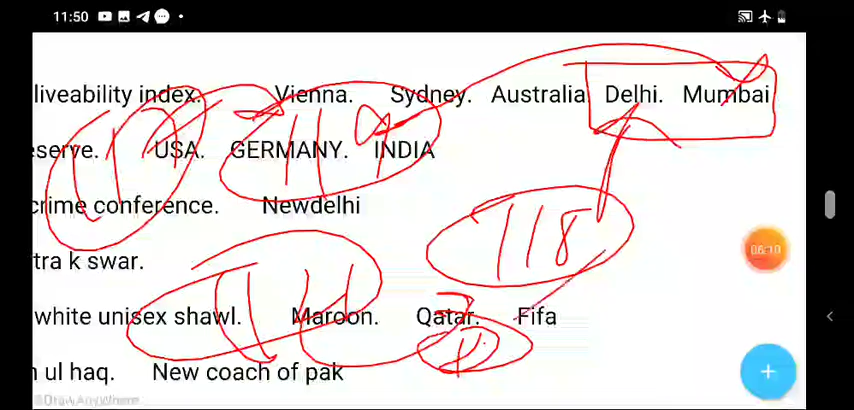 11:50
liveability index. Vienna. Sydney. Australia Delhi. Mumbai
eserve. USA. GERMANY. INDIA
crime conference. Newdelhi
118
tra k swar.
white unisex shawl. Maroon. Qatar. Fifa
n ul haq. New coach of pak
06:10
DrawAnywhere